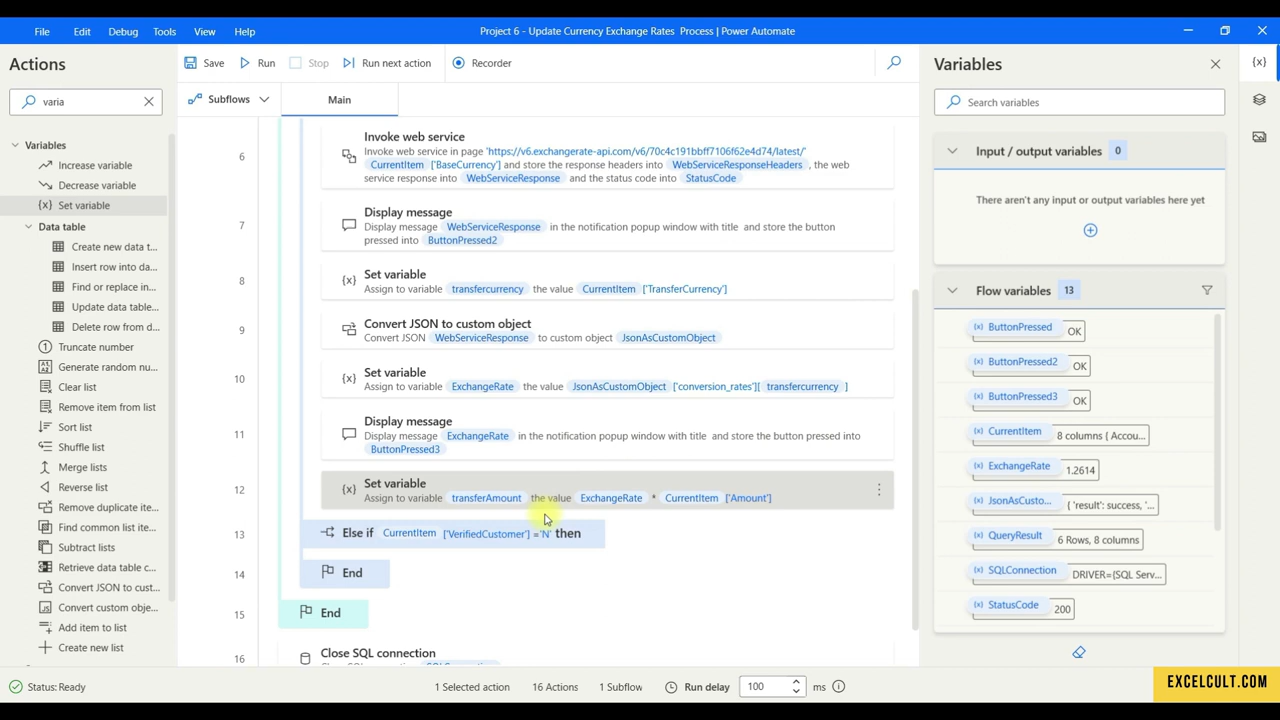 File Edit Debug Tools View Help
Project 6 - Update Currency Exchange Rates Process | Power Automate
Actions
varia
Variables
Increase variable
Decrease variable
{x} Set variable
Data table
Create new data t...
Insert row into da...
Find or replace in...
Update data table...
Delete row from d...
Truncate number
Generate random nu...
Clear list
Remove item from list
Sort list
Shuffle list
Merge lists
Reverse list
Remove duplicate ite...
Find common list ite...
Subtract lists
Retrieve data table c...
Convert JSON to cust...
Convert custom obje...
Add item to list
Create new list
Save Run Stop Run next action Recorder
Subflows Main
6
Invoke web service
Invoke web service in page 'https://v6.exchangerate-api.com/v6/70c4c191bbff7106f62e4d74/latest/'
CurrentItem ['BaseCurrency'] and store the response headers into WebServiceResponseHeaders , the web
service response into WebServiceResponse and the status code into StatusCode
7
Display message
Display message WebServiceResponse in the notification popup window with title and store the button
pressed into ButtonPressed2
8
Set variable
{x} Assign to variable transfercurrency the value CurrentItem ['TransferCurrency']
9
Convert JSON to custom object
Convert JSON WebServiceResponse to custom object JsonAsCustomObject
10
Set variable
{x} Assign to variable ExchangeRate the value JsonAsCustomObject ['conversion_rates'][ transfercurrency ]
11
Display message
Display message ExchangeRate in the notification popup window with title and store the button pressed into
ButtonPressed3
12
Set variable
{x} Assign to variable transferAmount the value ExchangeRate * CurrentItem ['Amount']
13 Else if CurrentItem ['VerifiedCustomer'] ='N' then
14 End
15 End
16 Close SQL connection
Variables {x}
Search variables
Input / output variables 0
There aren't any input or output variables here yet
Flow variables 13
{x} ButtonPressed OK
{x} ButtonPressed2 OK
{x} ButtonPressed3 OK
{x} CurrentItem 8 columns { Accou...
{x} ExchangeRate 1.2614
{x} JsonAsCusto... { 'result': success, '...
{x} QueryResult 6 Rows, 8 columns
{x} SQLConnection DRIVER={SQL Serv...
{x} StatusCode 200
Status: Ready 1 Selected action 16 Actions 1 Subflow Run delay 100 ms
EXCELCULT.COM